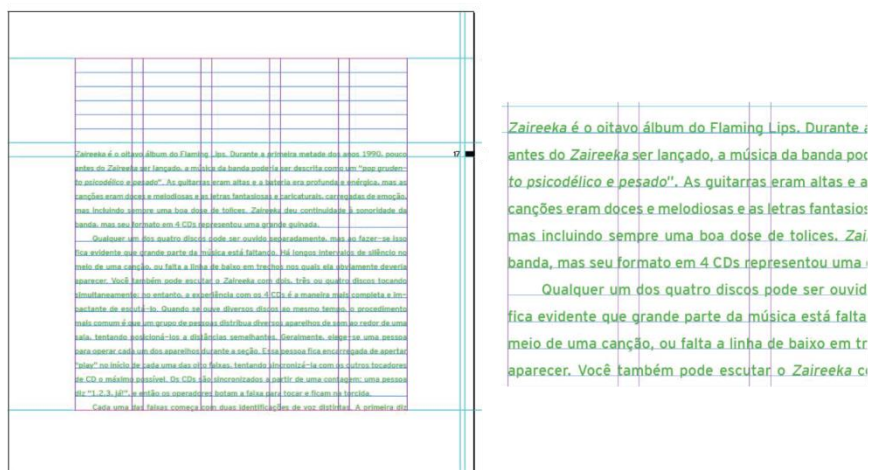 Zaireeka é o oitavo álbum do Flaming Lips. Durante a primeira metade dos anos 1990, pouco
antes do Zaireeka ser lançado, a música da banda poderia ser descrita como um "pop gruden-
to psicodélico e pesado". As guitarras eram altas e a bateria era profunda e enérgica, mas as
canções eram doces e melodiosas e as letras fantasiosas e caricaturais, carregadas de emoção,
mas incluindo sempre uma boa dose de tolices. Zaireeka deu continuidade à sonoridade da
banda, mas seu formato em 4 CDs representou uma grande guinada.
Qualquer um dos quatro discos pode ser ouvido separadamente, mas ao fazer-se isso
fica evidente que grande parte da música está faltando. Há longos intervalos de silêncio no
meio de uma canção, ou falta a linha de baixo em trechos nos quais ela obviamente deveria
aparecer. Você também pode escutar o Zaireeka com dois, três ou quatro discos tocando
simultaneamente; no entanto, a experiência com os 4 CDs é a maneira mais completa e im-
pactante de escutá-lo. Quando se ouve diversos discos ao mesmo tempo, o procedimento
mais comum é que um grupo de pessoas distribua diversos aparelhos de som ao redor de uma
sala, tentando posicioná-los a distâncias semelhantes. Geralmente, elege-se uma pessoa
para operar cada um dos aparelhos durante a seção. Essa pessoa fica encarregada de apertar
"play" no início de cada uma das oito faixas, tentando sincronizá-la com os outros tocadores
de CD o máximo possível. Os CDs são sincronizados a partir de uma contagem: uma pessoa
diz "1,2,3, já!", e então os operadores botam a faixa para tocar e ficam na torcida.
Cada uma das faixas começa com duas identificações de voz distintas. A primeira diz
17
Zaireeka é o oitavo álbum do Flaming Lips. Durante a
antes do Zaireeka ser lançado, a música da banda pod
to psicodélico e pesado". As guitarras eram altas e a
canções eram doces e melodiosas e as letras fantasios
mas incluindo sempre uma boa dose de tolices. Zai
banda, mas seu formato em 4 CDs representou uma
Qualquer um dos quatro discos pode ser ouvid
fica evidente que grande parte da música está falta
meio de uma canção, ou falta a linha de baixo em tr
aparecer. Você também pode escutar o Zaireeka co